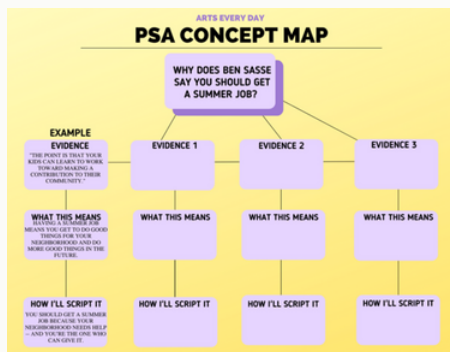 ARTS EVERY DAY
PSA CONCEPT MAP
WHY DOES BEN SASSE
SAY YOU SHOULD GET
A SUMMER JOB?
EXAMPLE
EVIDENCE
"THE POINT IS THAT YOUR
KIDS CAN LEARN TO WORK
TOWARD MAKING A
CONTRIBUTION TO THEIR
COMMUNITY."
EVIDENCE 1
EVIDENCE 2
EVIDENCE 3
WHAT THIS MEANS
HAVING A SUMMER JOB
MEANS YOU GET TO DO GOOD
THINGS FOR YOUR
NEIGHBORHOOD AND DO
MORE GOOD THINGS IN THE
FUTURE.
WHAT THIS MEANS
WHAT THIS MEANS
WHAT THIS MEANS
HOW I'LL SCRIPT IT
YOU SHOULD GET A SUMMER
JOB BECAUSE YOUR
NEIGHBORHOOD NEEDS HELP
-- AND YOU'RE THE ONE WHO
CAN GIVE IT.
HOW I'LL SCRIPT IT
HOW I'LL SCRIPT IT
HOW I'LL SCRIPT IT